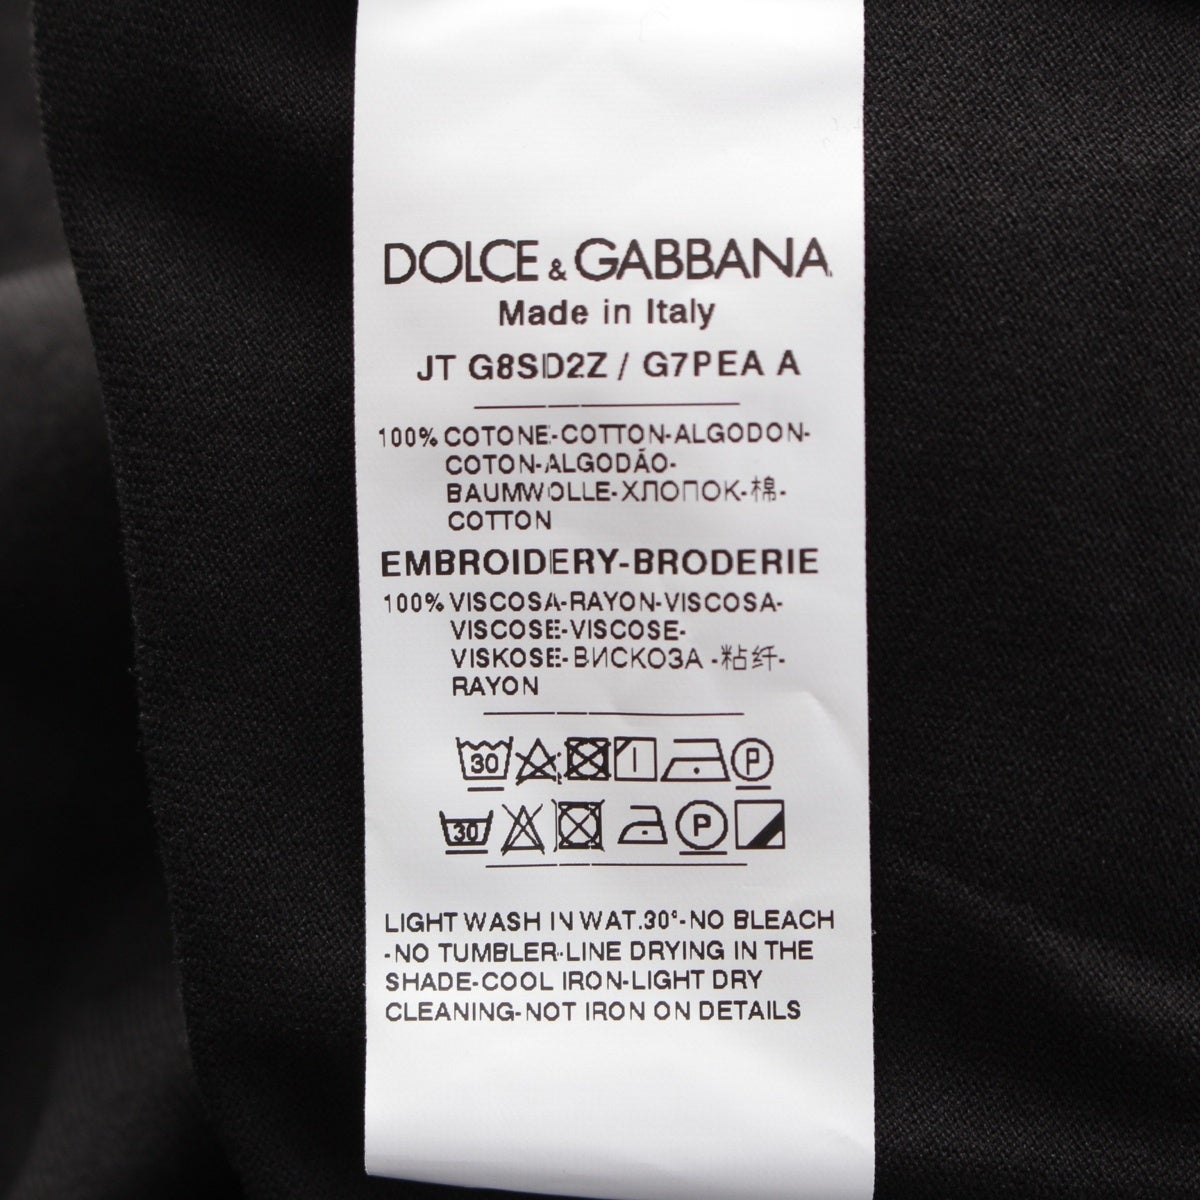 DOLCE & GABBANA
Made in Italy
JT G8SD2Z / G7PEA A
100% COTONE-COTTON-ALGODON-
COTON-ALGODÃO-
BAUMWOLLE-ХЛОПОК-棉-
COTTON
EMBROIDERY-BRODERIE
100% VISCOSA-RAYON-VISCOSA-
VISCOSE-VISCOSE-
VISKOSE-ВИСКОЗА -粘纤-
RAYON
30 P
30 P
LIGHT WASH IN WAT.30°-NO BLEACH
-NO TUMBLER-LINE DRYING IN THE
SHADE-COOL IRON-LIGHT DRY
CLEANING-NOT IRON ON DETAILS